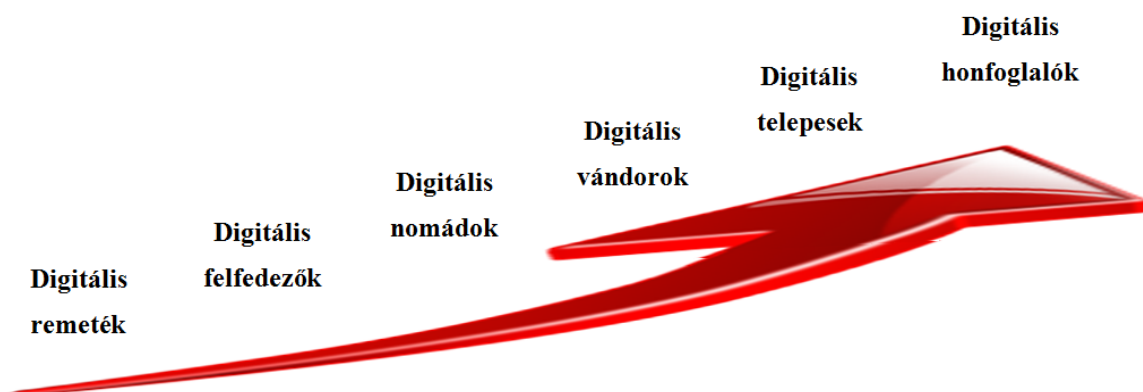 Digitális
remeték
Digitális
felfedezők
Digitális
nomádok
Digitális
vándorok
Digitális
telepesek
Digitális
honfoglalók